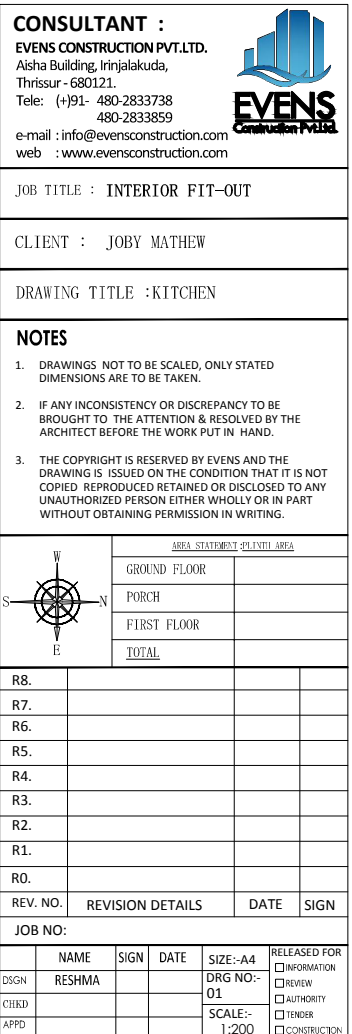 CONSULTANT :
EVENS CONSTRUCTION PVT.LTD.
Aisha Building, Irinjalakuda,
Thrissur - 680121.
Tele: (+)91- 480-2833738
480-2833859
e-mail : info@evensconstruction.com
web : www.evensconstruction.com
EVENS
Construction Pvt.Ltd.
JOB TITLE : INTERIOR FIT-OUT
CLIENT : JOBY MATHEW
DRAWING TITLE :KITCHEN
NOTES
1. DRAWINGS NOT TO BE SCALED, ONLY STATED
DIMENSIONS ARE TO BE TAKEN.
2. IF ANY INCONSISTENCY OR DISCREPANCY TO BE
BROUGHT TO THE ATTENTION & RESOLVED BY THE
ARCHITECT BEFORE THE WORK PUT IN HAND.
3. THE COPYRIGHT IS RESERVED BY EVENS AND THE
DRAWING IS ISSUED ON THE CONDITION THAT IT IS NOT
COPIED REPRODUCED RETAINED OR DISCLOSED TO ANY
UNAUTHORIZED PERSON EITHER WHOLLY OR IN PART
WITHOUT OBTAINING PERMISSION IN WRITING.
W
S N
E
AREA STATEMENT :PLINTH AREA
GROUND FLOOR
PORCH
FIRST FLOOR
TOTAL
R8.
R7.
R6.
R5.
R4.
R3.
R2.
R1.
R0.
REV. NO. REVISION DETAILS DATE SIGN
JOB NO:
NAME SIGN DATE
DSGN RESHMA
CHKD
APPD
SIZE:-A4
DRG NO:-
01
SCALE:-
1:200
RELEASED FOR
INFORMATION
REVIEW
AUTHORITY
TENDER
CONSTRUCTION